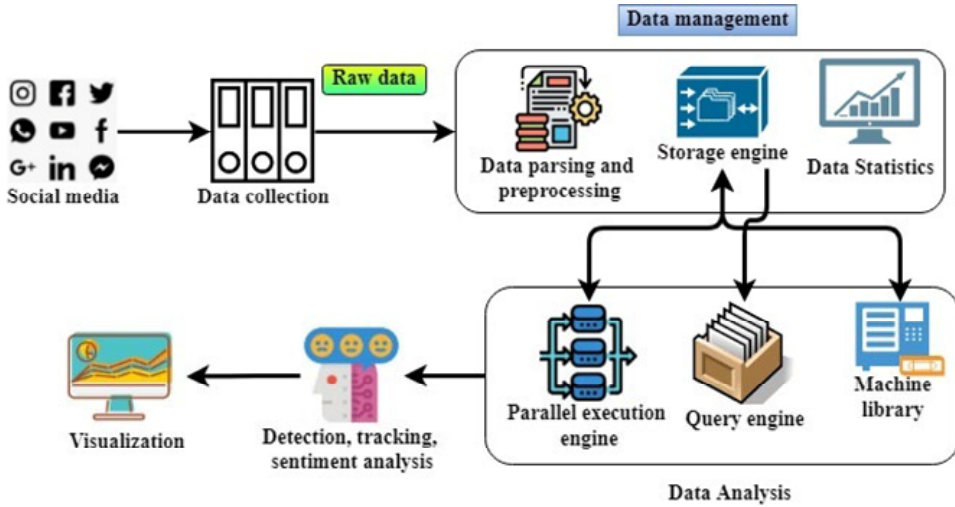 Data management
Raw data
Social media
Data collection
Data parsing and
preprocessing
Storage engine
Data Statistics
Visualization
Detection, tracking,
sentiment analysis
Parallel execution
engine
Query engine
Machine
library
Data Analysis